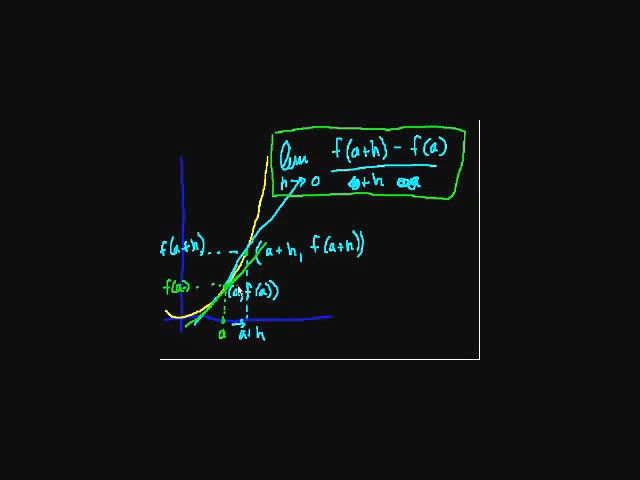 lim f(a+h) - f(a)
h→0 +h
f(a+h) ... (a+h, f(a+h))
f(a) .. (a, f(a))
a → a+h